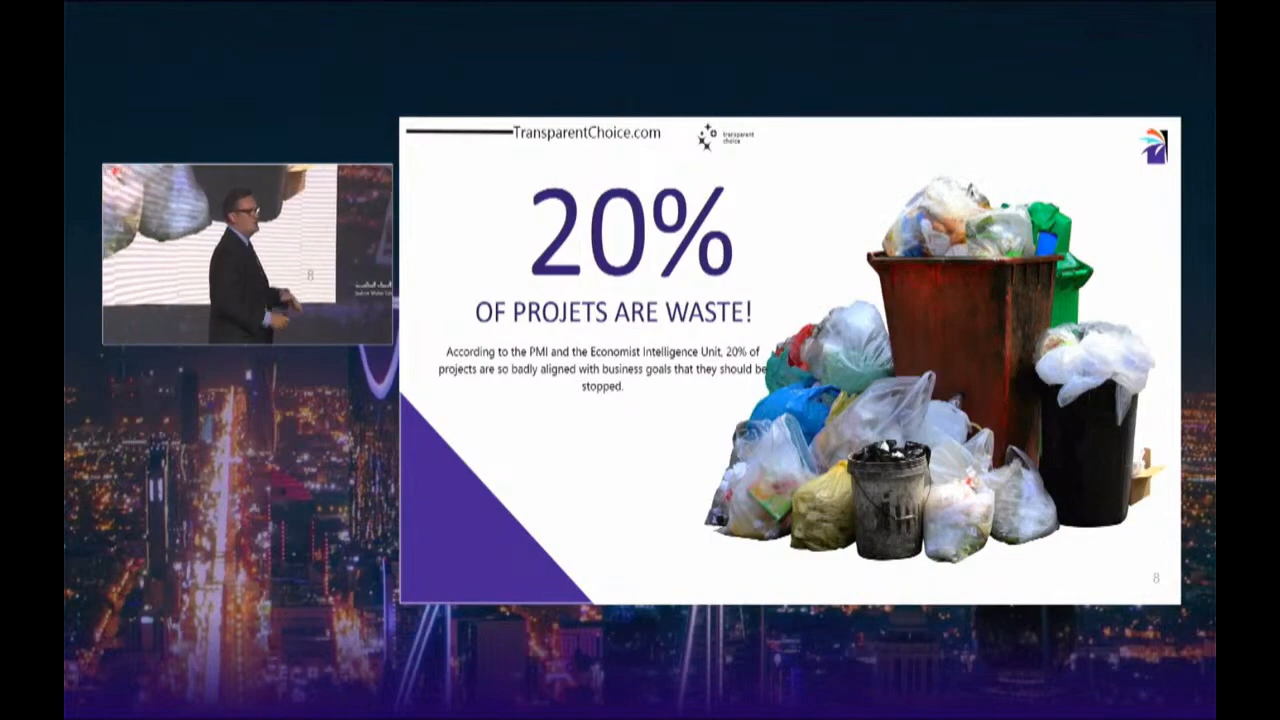 TransparentChoice.com
transparent
choice
20%
OF PROJETS ARE WASTE!
According to the PMI and the Economist Intelligence Unit, 20% of
projects are so badly aligned with business goals that they should be
stopped.
8
8